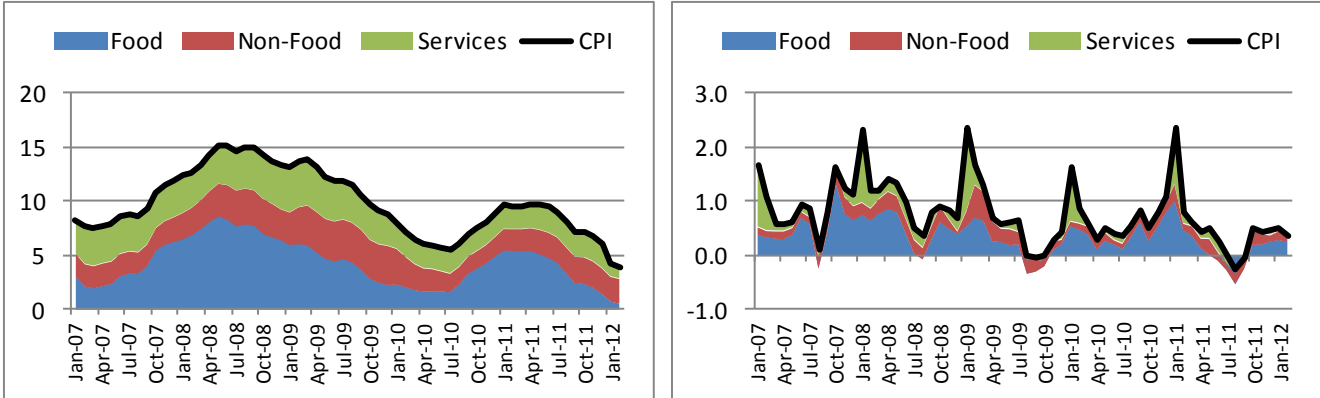 Food Non-Food Services CPI
20
15
10
5
0
Jan-07 Apr-07 Jul-07 Oct-07 Jan-08 Apr-08 Jul-08 Oct-08 Jan-09 Apr-09 Jul-09 Oct-09 Jan-10 Apr-10 Jul-10 Oct-10 Jan-11 Apr-11 Jul-11 Oct-11 Jan-12
Food Non-Food Services CPI
3.0
2.0
1.0
0.0
-1.0
Jan-07 Apr-07 Jul-07 Oct-07 Jan-08 Apr-08 Jul-08 Oct-08 Jan-09 Apr-09 Jul-09 Oct-09 Jan-10 Apr-10 Jul-10 Oct-10 Jan-11 Apr-11 Jul-11 Oct-11 Jan-12